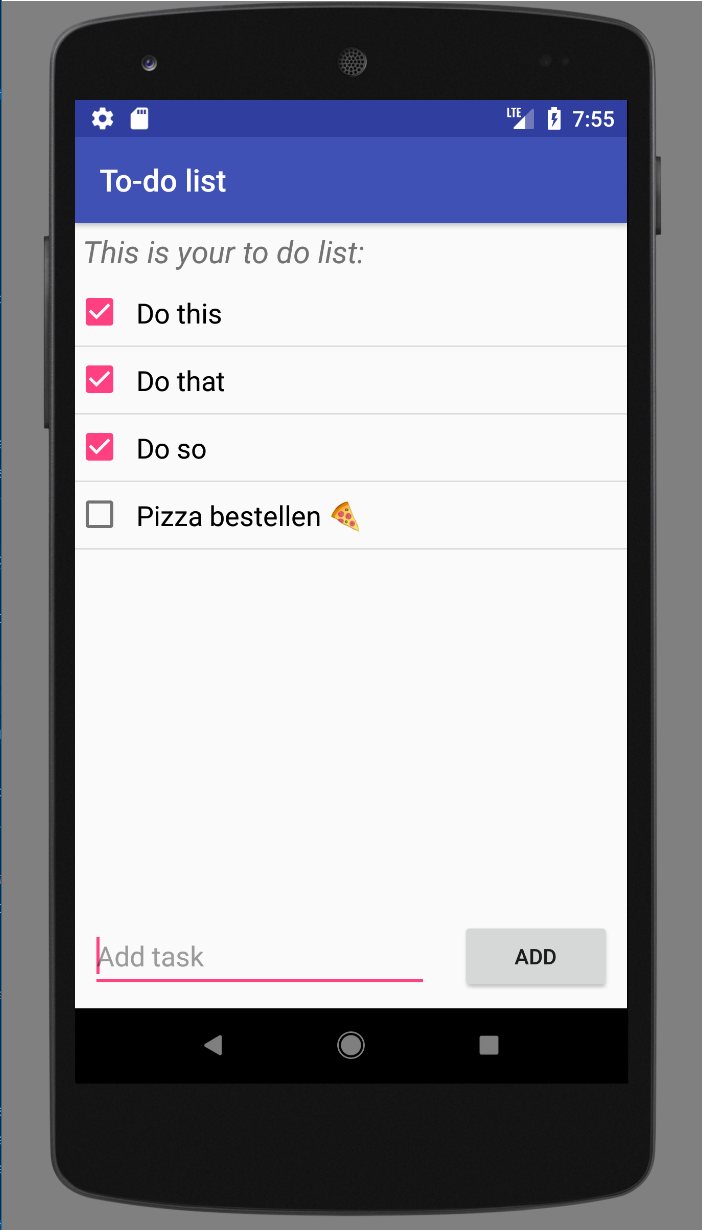 LTE 7:55
To-do list
This is your to do list:
Do this
Do that
Do so
Pizza bestellen 🍕
Add task
ADD